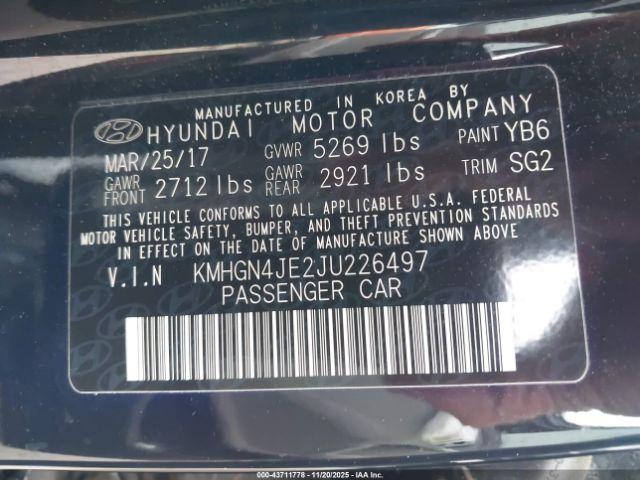 MANUFACTURED IN KOREA BY
HYUNDAI MOTOR COMPANY
MAR/25/17 GVWR 5269 lbs PAINT YB6
GAWR FRONT 2712 lbs GAWR REAR 2921 lbs TRIM SG2
THIS VEHICLE CONFORMS TO ALL APPLICABLE U.S.A. FEDERAL
MOTOR VEHICLE SAFETY, BUMPER, AND THEFT PREVENTION STANDARDS
IN EFFECT ON THE DATE OF MANUFACTURE SHOWN ABOVE.
V.I.N KMHGN4JE2JU226497
PASSENGER CAR
© 43711778 - 11/20/2025 - IAA Inc.